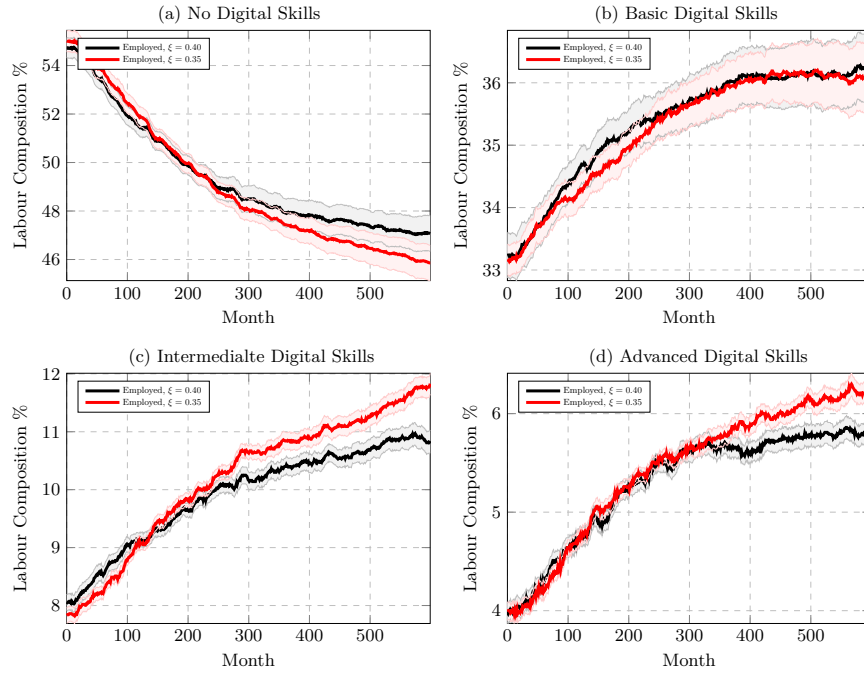 (a) No Digital Skills
Labour Composition %
Employed, ξ = 0.40
Employed, ξ = 0.35
54
52
50
48
46
0 100 200 300 400 500
Month
(b) Basic Digital Skills
Labour Composition %
Employed, ξ = 0.40
Employed, ξ = 0.35
36
35
34
33
0 100 200 300 400 500
Month
(c) Intermedialte Digital Skills
Labour Composition %
Employed, ξ = 0.40
Employed, ξ = 0.35
12
11
10
9
8
0 100 200 300 400 500
Month
(d) Advanced Digital Skills
Labour Composition %
Employed, ξ = 0.40
Employed, ξ = 0.35
6
5
4
0 100 200 300 400 500
Month